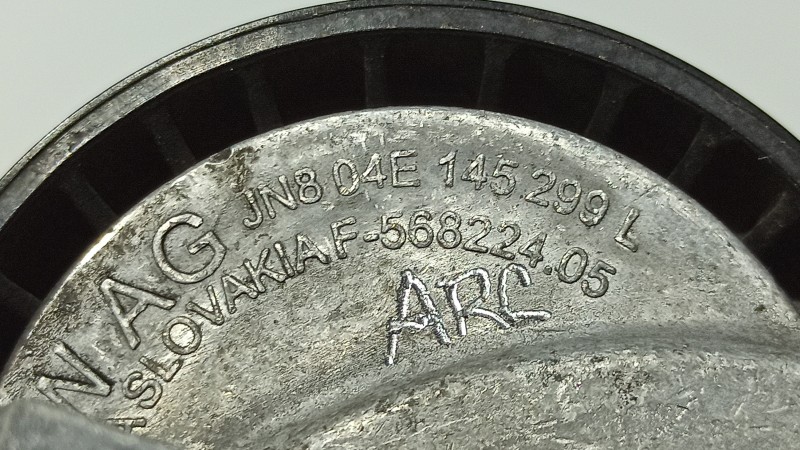 N AG JN8 04E 145 299 L
A SLOVAKIA F-568224.05
ARC